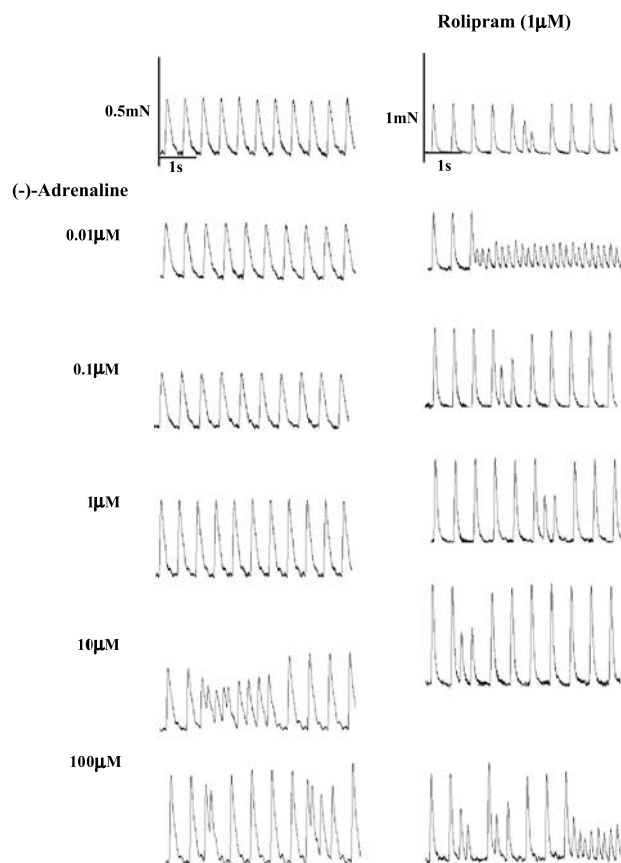 Rolipram (1μM)
0.5mN
1mN
1s
1s
(-)-Adrenaline
0.01μM
0.1μM
1μM
10μM
100μM